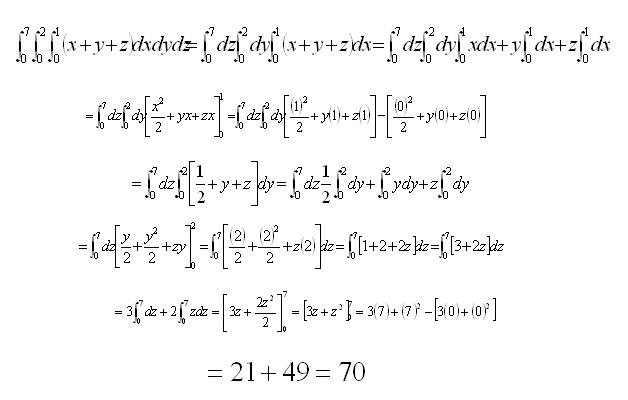 ∫₀⁷∫₀²∫₀¹(x+y+z)dxdydz=∫₀⁷dz∫₀²dy∫₀¹(x+y+z)dx=∫₀⁷dz∫₀²dy∫₀¹xdx+y∫₀¹dx+z∫₀¹dx
=∫₀⁷dz∫₀²dy[x²/2+yx+zx]₀¹=∫₀⁷dz∫₀²dy[(1)²/2+y(1)+z(1)]−[(0)²/2+y(0)+z(0)]
=∫₀⁷dz∫₀²[1/2+y+z]dy=∫₀⁷dz 1/2∫₀²dy+∫₀²ydy+z∫₀²dy
=∫₀⁷dz[y/2+y²/2+zy]₀²=∫₀⁷[(2)/2+(2)²/2+z(2)]dz=∫₀⁷[1+2+2z]dz=∫₀⁷[3+2z]dz
=3∫₀⁷dz+2∫₀⁷zdz=[3z+2z²/2]₀⁷=[3z+z²]₀⁷=3(7)+(7)²−[3(0)+(0)²]
=21+49=70